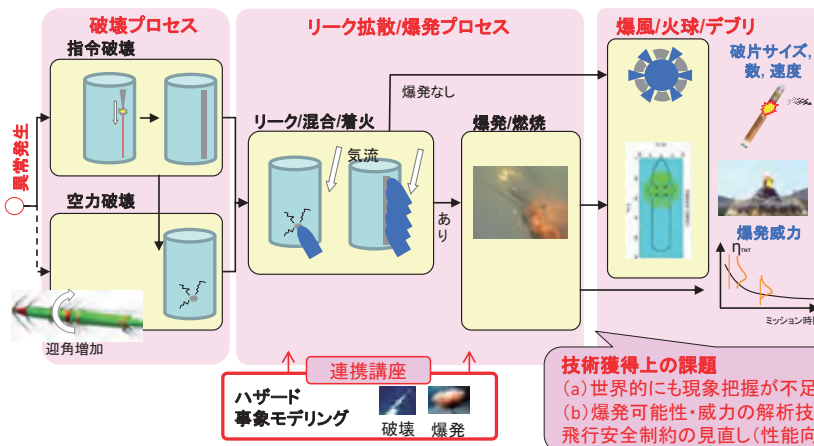 破壊プロセス
リーク拡散/爆発プロセス
爆風/火球/デブリ
指令破壊
破片サイズ,
数, 速度
爆発なし
リーク/混合/着火
爆発/燃焼
気流
異常発生
空力破壊
あり
爆発威力
ηTNT
ミッション時間
迎角増加
連携講座
ハザード
事象モデリング
破壊
爆発
技術獲得上の課題
(a)世界的にも現象把握が不足
(b)爆発可能性・威力の解析技
飛行安全制約の見直し(性能向